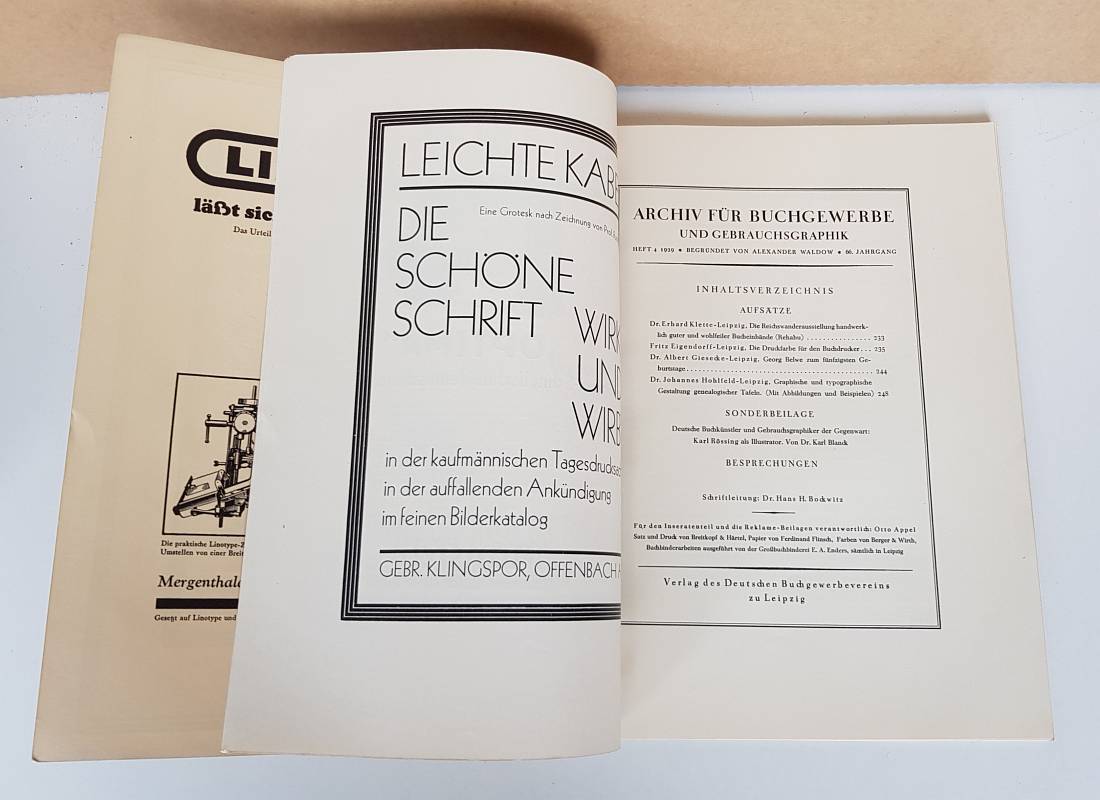 LI
läßt sic
Das Urteil
Die praktische Linotype-Z
Umstellen von einer Breit
Mergenthale
Gesetzt auf Linotype und
LEICHTE KABE
Eine Grotesk nach Zeichnung von Prof.
DIE
SCHÖNE
SCHRIFT
WIRK
UND
WIRB
in der kaufmännischen Tagesdrucksac
in der auffallenden Ankündigung
im feinen Bilderkatalog
GEBR. KLINGSPOR, OFFENBACH A
ARCHIV FÜR BUCHGEWERBE
UND GEBRAUCHSGRAPHIK
HEFT 4 1929 • BEGRÜNDET VON ALEXANDER WALDOW • 66. JAHRGANG
INHALTSVERZEICHNIS
AUFSÄTZE
Dr. Erhard Klette-Leipzig, Die Reichswanderausstellung handwerk-
lich guter und wohlfeiler Bucheinbände (Rehabu) . . . . . . . . . . . . . . . . 233
Fritz Eigendorff-Leipzig, Die Druckfarbe für den Buchdrucker . . . 235
Dr. Albert Giesecke-Leipzig, Georg Belwe zum fünfzigsten Ge-
burtstage . . . . . . . . . . . . . . . . . . . . . . . . . . . . . . . . . . . . . . . . . . 244
Dr. Johannes Hohlfeld-Leipzig, Graphische und typographische
Gestaltung genealogischer Tafeln. (Mit Abbildungen und Beispielen) 248
SONDERBEILAGE
Deutsche Buchkünstler und Gebrauchsgraphiker der Gegenwart:
Karl Rössing als Illustrator. Von Dr. Karl Blanck
BESPRECHUNGEN
Schriftleitung: Dr. Hans H. Bockwitz
Für den Inseratenteil und die Reklame-Beilagen verantwortlich: Otto Appel
Satz und Druck von Breitkopf & Härtel, Papier von Ferdinand Flinsch, Farben von Berger & Wirth,
Buchbinderarbeiten ausgeführt von der Großbuchbinderei E. A. Enders, sämtlich in Leipzig
Verlag des Deutschen Buchgewerbevereins
zu Leipzig